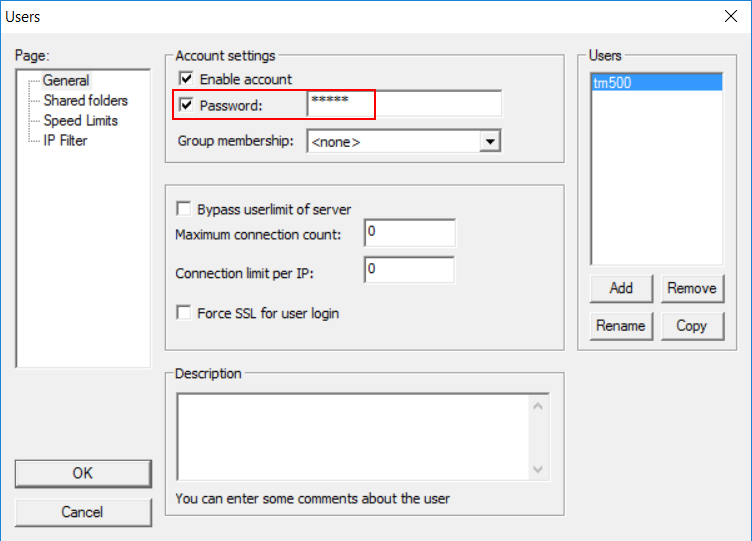 Users
Page:
General
Shared folders
Speed Limits
IP Filter
Account settings
Enable account
Password: *****
Group membership: <none>
Bypass userlimit of server
Maximum connection count: 0
Connection limit per IP: 0
Force SSL for user login
Description
You can enter some comments about the user
Users
tm500
Add Remove
Rename Copy
OK
Cancel